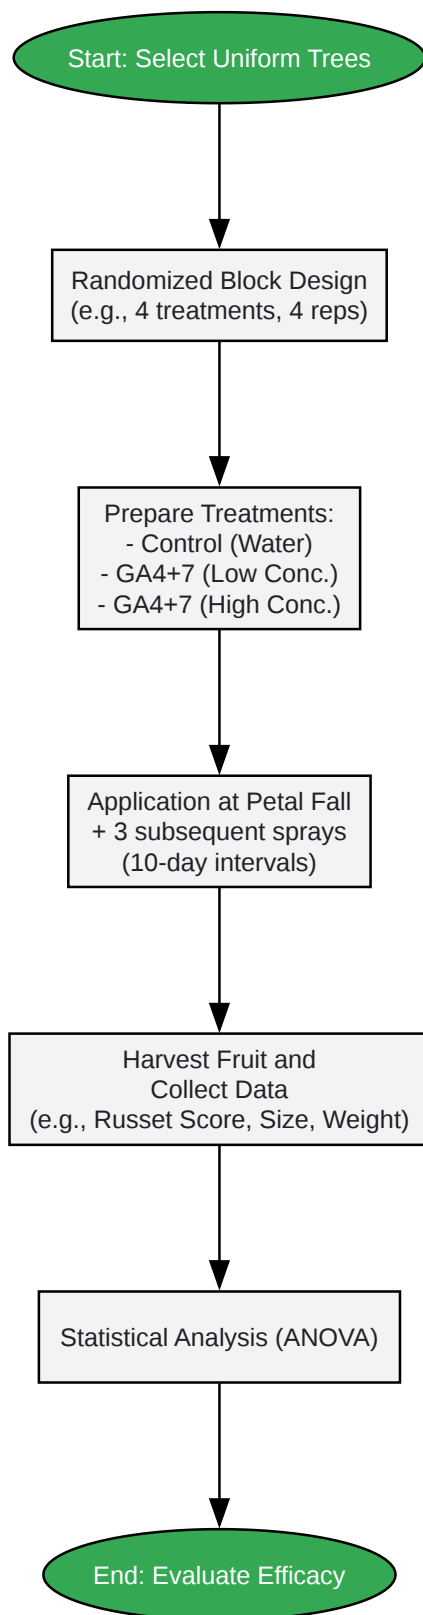 Start: Select Uniform Trees
Randomized Block Design
(e.g., 4 treatments, 4 reps)
Prepare Treatments:
- Control (Water)
- GA4+7 (Low Conc.)
- GA4+7 (High Conc.)
Application at Petal Fall
+ 3 subsequent sprays
(10-day intervals)
Harvest Fruit and
Collect Data
(e.g., Russet Score, Size, Weight)
Statistical Analysis (ANOVA)
End: Evaluate Efficacy